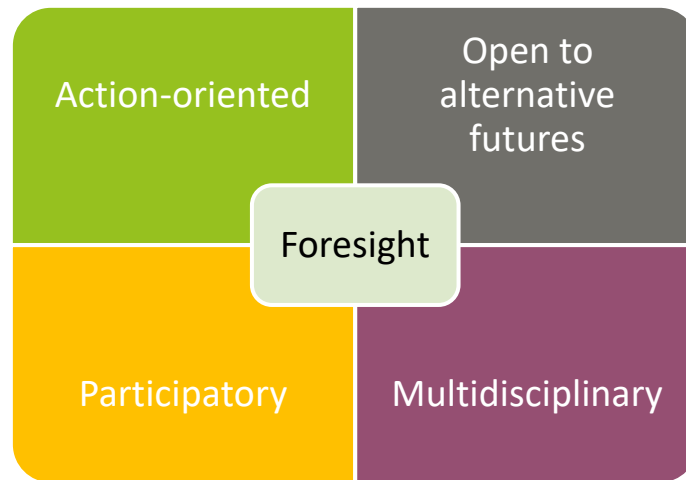 Action-oriented
Open to
alternative
futures
Foresight
Participatory
Multidisciplinary